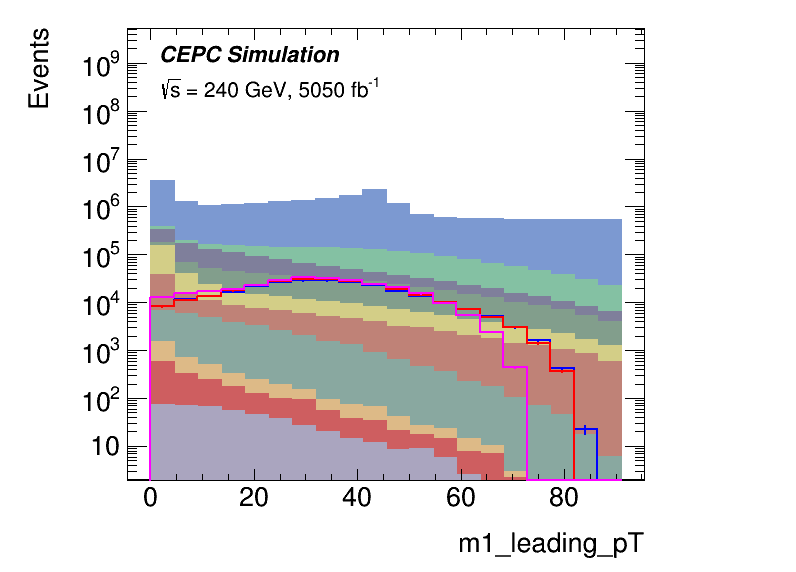 Events
CEPC Simulation
√s = 240 GeV, 5050 fb⁻¹
10⁹
10⁸
10⁷
10⁶
10⁵
10⁴
10³
10²
10
0 20 40 60 80
m1_leading_pT